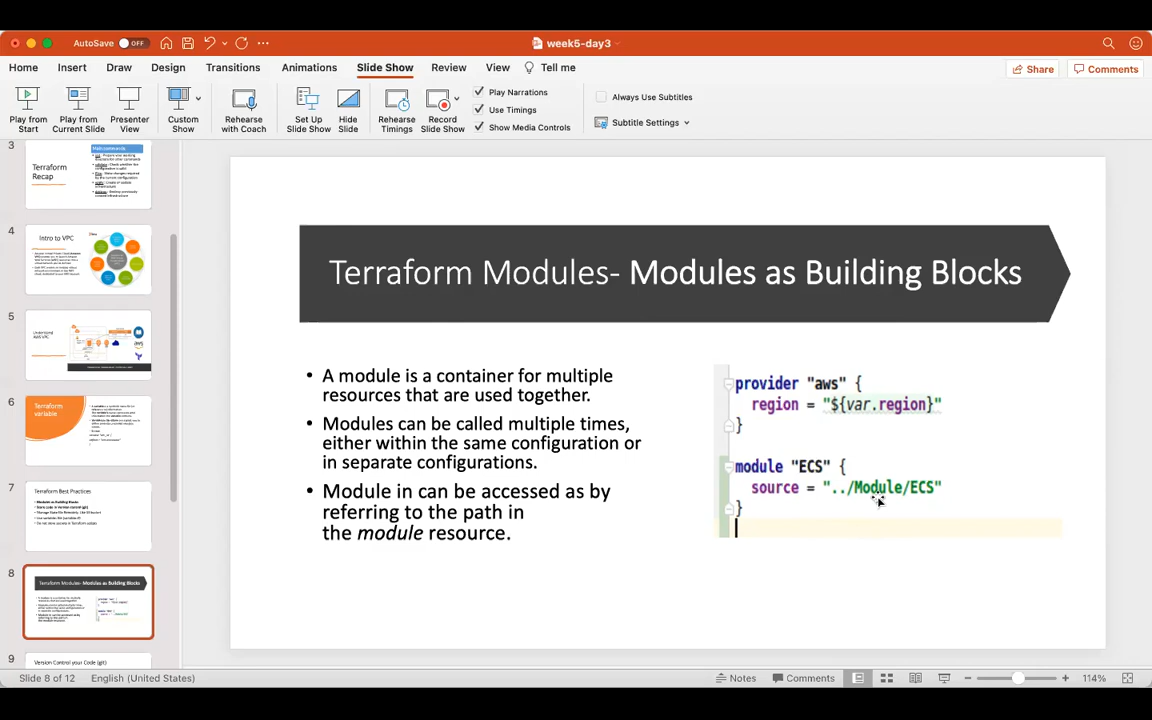 AutoSave OFF
week5-day3
Home Insert Draw Design Transitions Animations Slide Show Review View Tell me
Share Comments
Play from Start
Play from Current Slide
Presenter View
Custom Show
Rehearse with Coach
Set Up Slide Show
Hide Slide
Rehearse Timings
Record Slide Show
Play Narrations
Use Timings
Show Media Controls
Always Use Subtitles
Subtitle Settings
3
Terraform
Recap
4
Intro to VPC
5
Understand
AWS VPC
6
Terraform
variable
7
Terraform Best Practices
8
Terraform Modules- Modules as Building Blocks
9
Version Control your Code (git)
Terraform Modules- Modules as Building Blocks
• A module is a container for multiple
resources that are used together.
• Modules can be called multiple times,
either within the same configuration or
in separate configurations.
• Module in can be accessed as by
referring to the path in
the module resource.
provider "aws" {
region = "${var.region}"
}
module "ECS" {
source = "../Module/ECS"
}
Slide 8 of 12 English (United States)
Notes Comments 114%